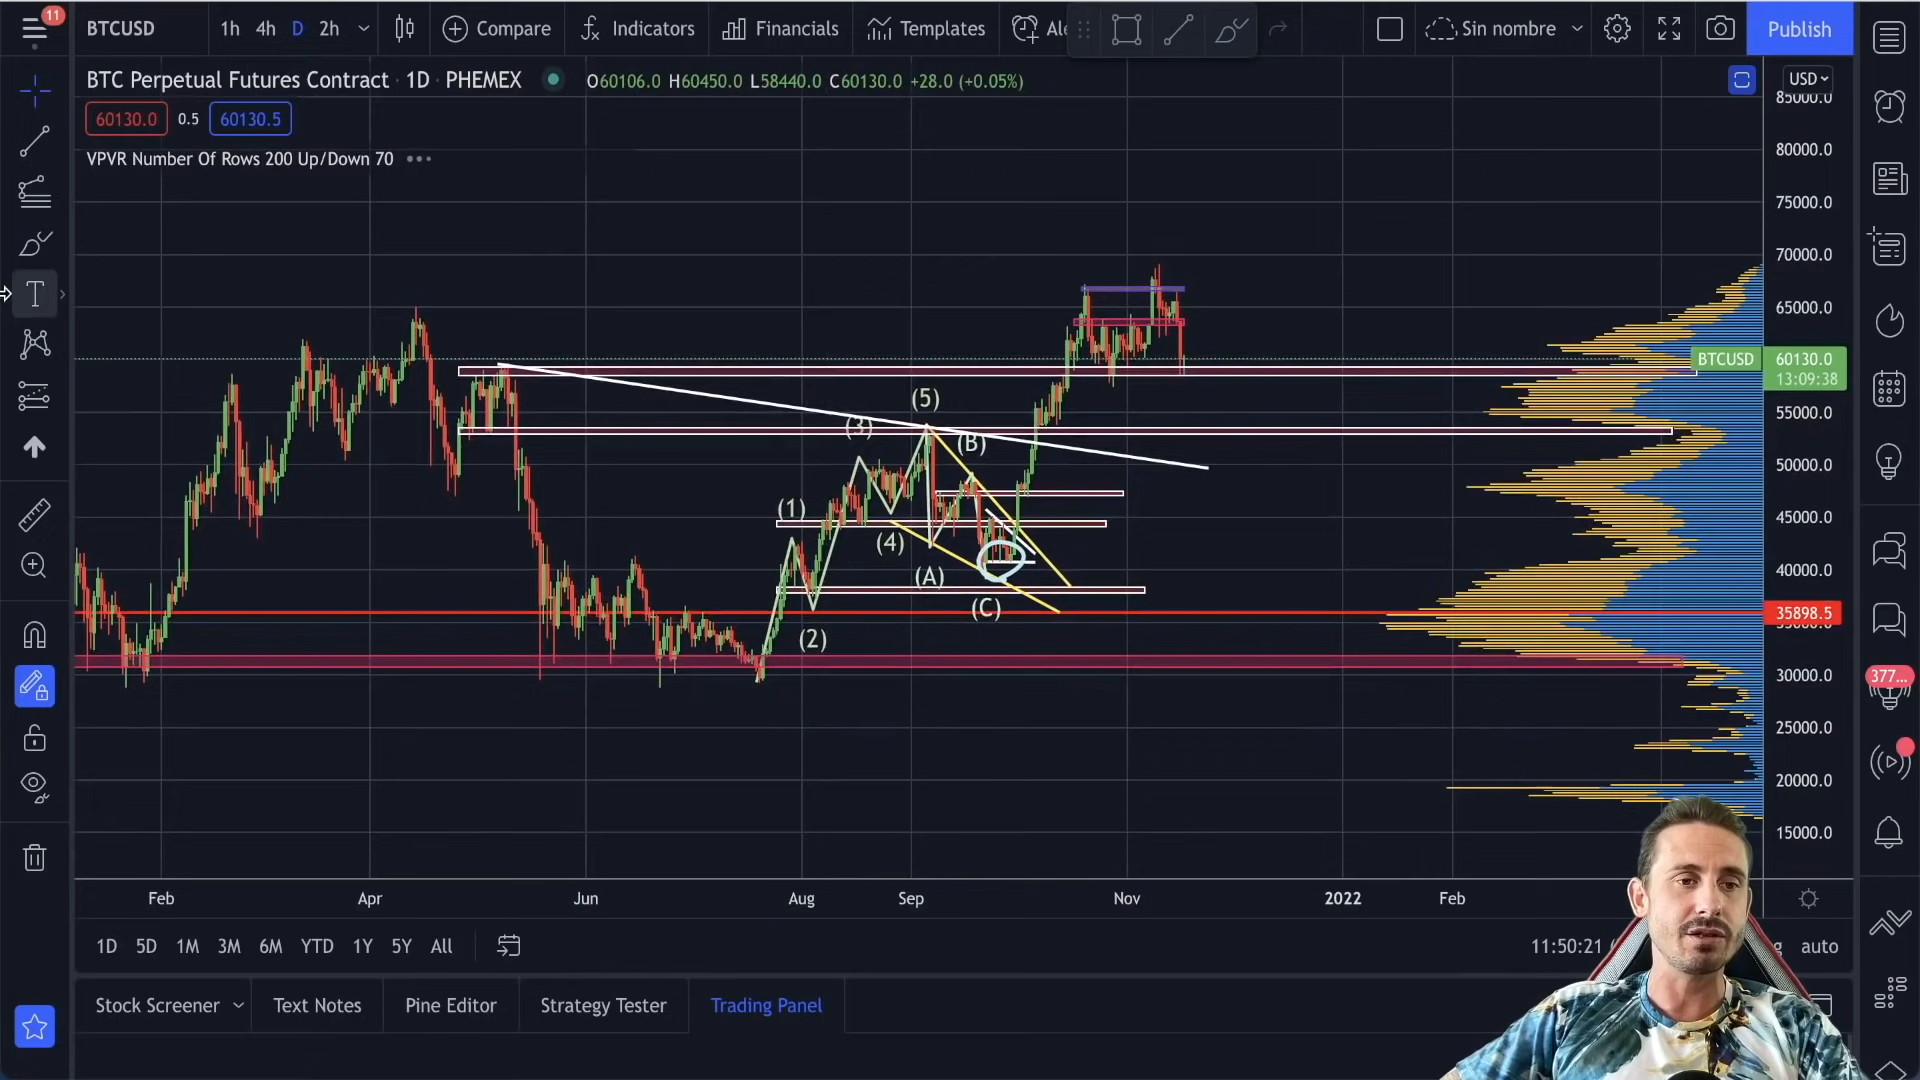 11
BTCUSD 1h 4h D 2h Compare Indicators Financials Templates Sin nombre Publish
BTC Perpetual Futures Contract · 1D · PHEMEX O60106.0 H60450.0 L58440.0 C60130.0 +28.0 (+0.05%)
USD
85000.0
60130.0 0.5 60130.5
VPVR Number Of Rows 200 Up/Down 70
80000.0
75000.0
70000.0
65000.0
BTCUSD 60130.0
13:09:38
55000.0
50000.0
45000.0
40000.0
35898.5
30000.0
25000.0
20000.0
15000.0
(1)
(2)
(3)
(4)
(5)
(A)
(B)
(C)
377...
Feb Apr Jun Aug Sep Nov 2022 Feb
1D 5D 1M 3M 6M YTD 1Y 5Y All 11:50:21 auto
Stock Screener Text Notes Pine Editor Strategy Tester Trading Panel